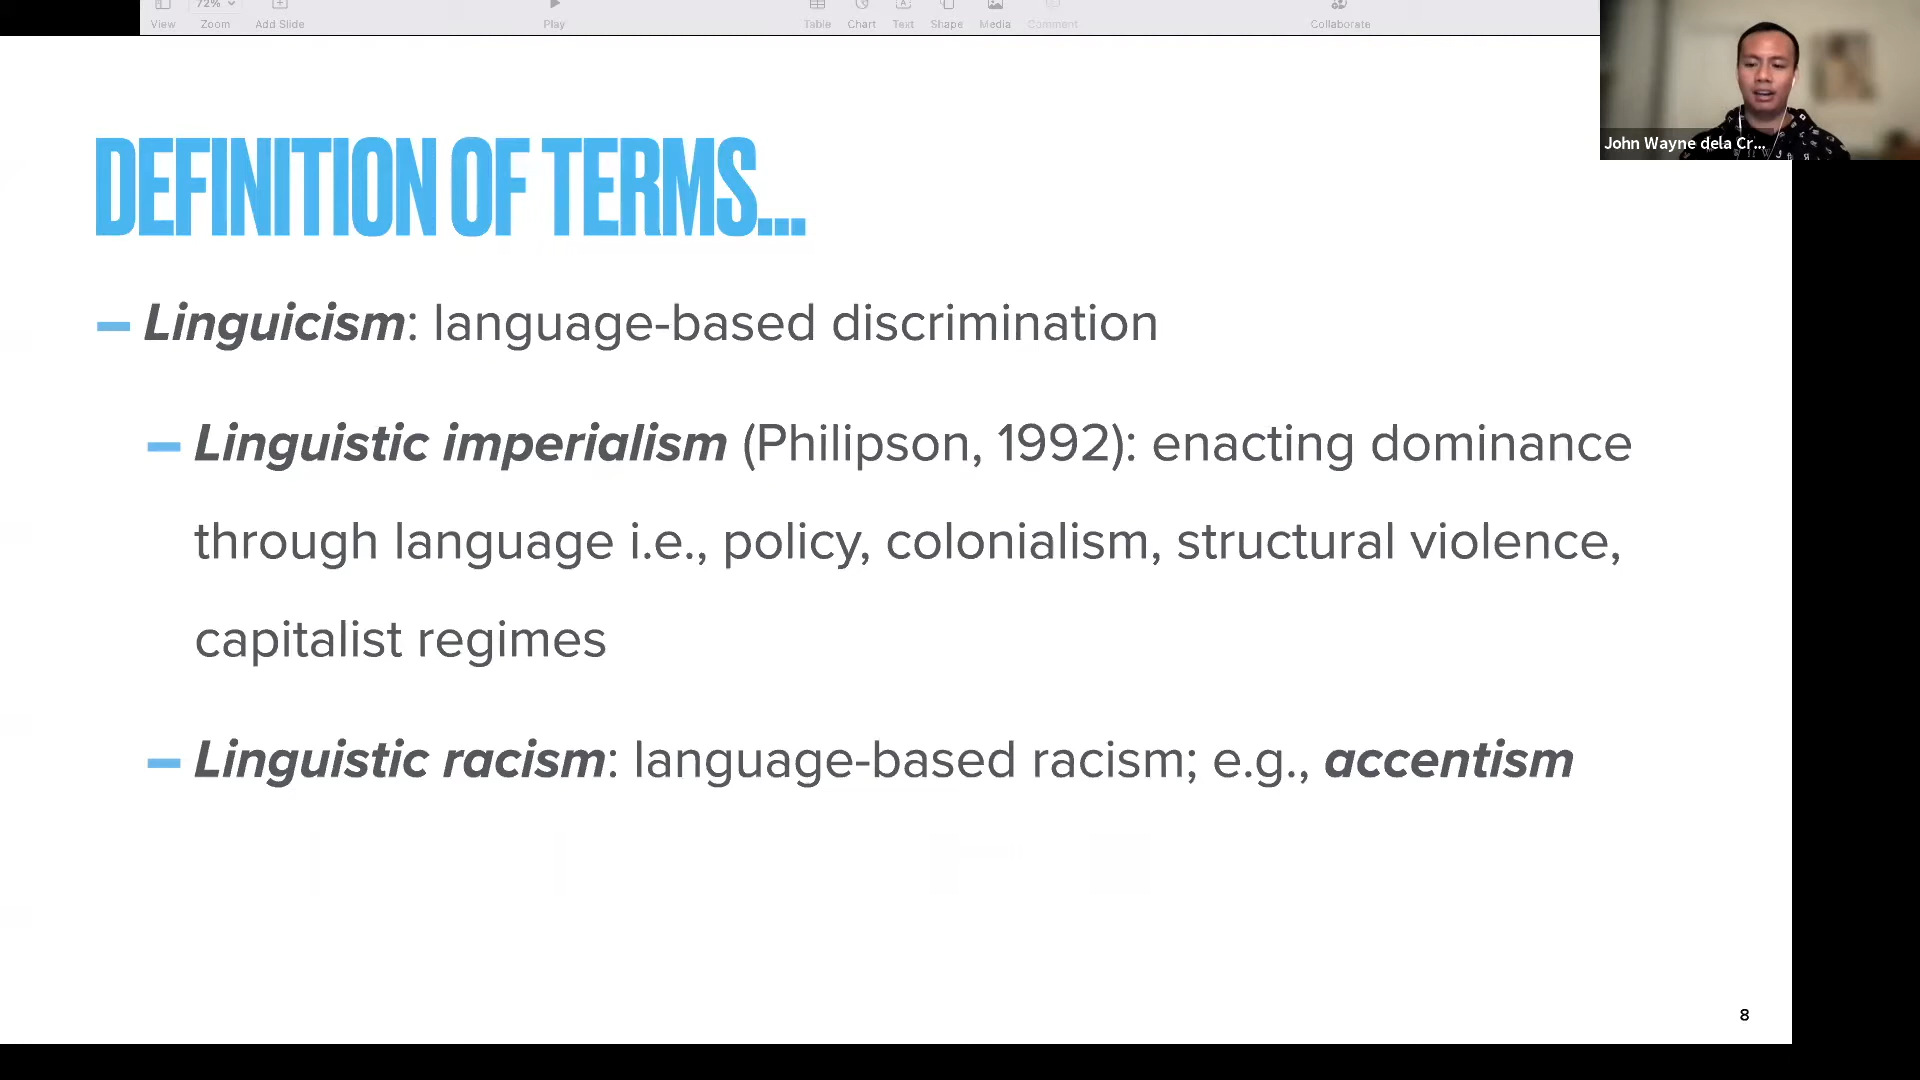 72%
View
Zoom
Add Slide
Play
Table
Chart
Text
Shape
Media
Comment
Collaborate
John Wayne dela Cr...
DEFINITION OF TERMS...
– Linguicism: language-based discrimination
– Linguistic imperialism (Philipson, 1992): enacting dominance
through language i.e., policy, colonialism, structural violence,
capitalist regimes
– Linguistic racism: language-based racism; e.g., accentism
8